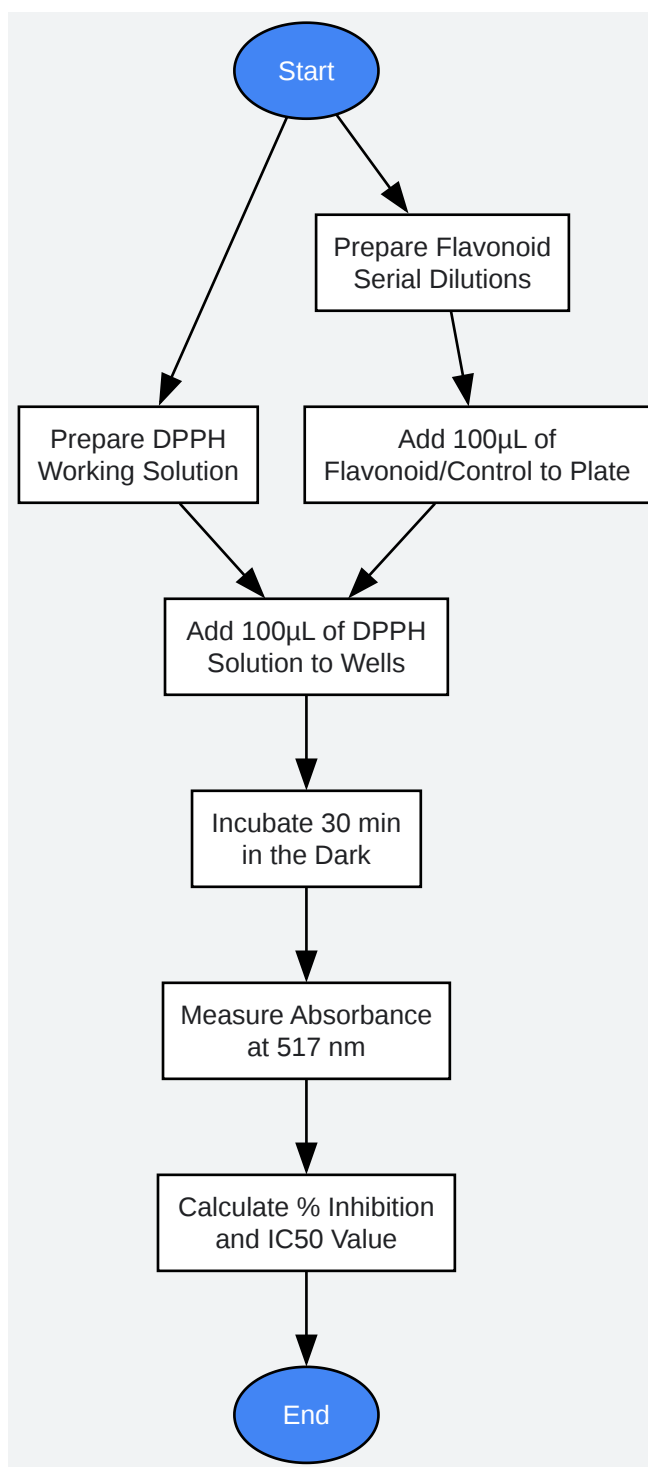 Start
Prepare Flavonoid
Serial Dilutions
Prepare DPPH
Working Solution
Add 100µL of
Flavonoid/Control to Plate
Add 100µL of DPPH
Solution to Wells
Incubate 30 min
in the Dark
Measure Absorbance
at 517 nm
Calculate % Inhibition
and IC50 Value
End